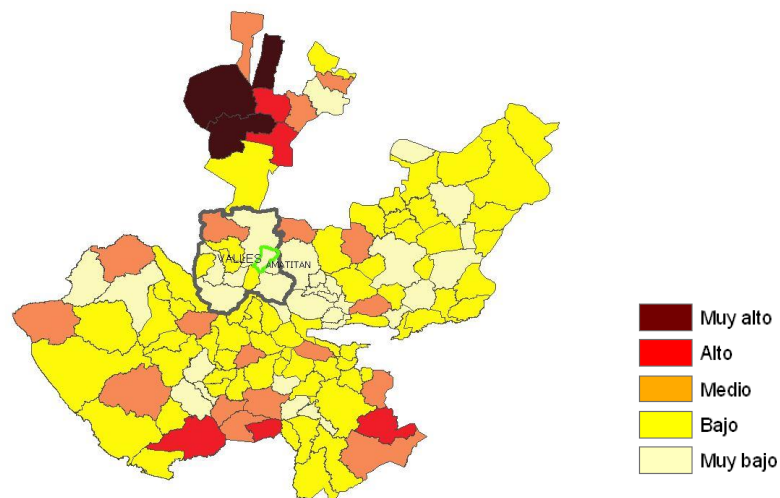 VALLES
AMATITAN
Muy alto
Alto
Medio
Bajo
Muy bajo